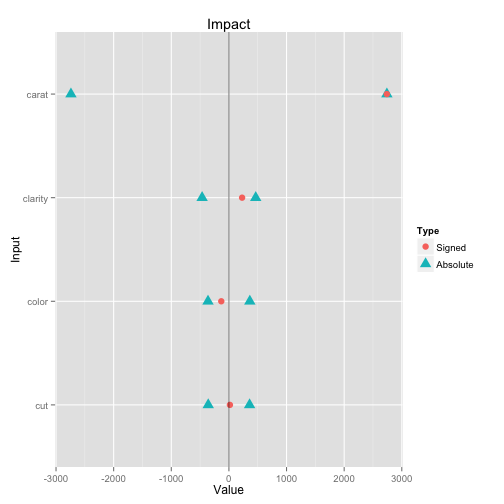 Impact
carat
clarity
color
cut
Input
-3000 -2000 -1000 0 1000 2000 3000
Value
Type
Signed
Absolute